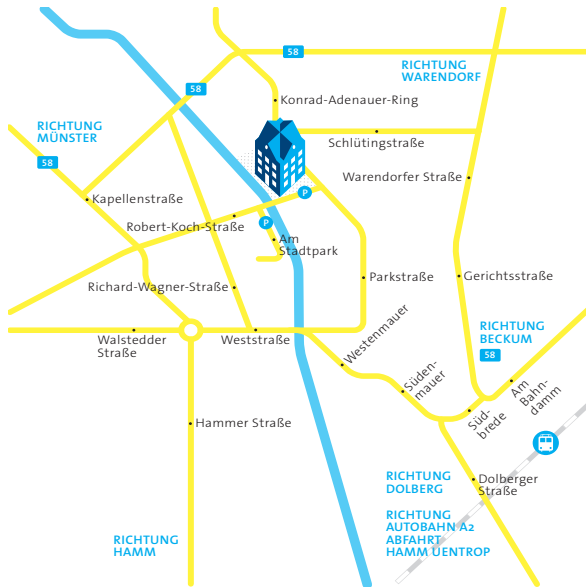 58
RICHTUNG
WARENDORF
58
Konrad-Adenauer-Ring
RICHTUNG
MÜNSTER
Schlütingstraße
58
Warendorfer Straße
P
Kapellenstraße
P
Robert-Koch-Straße
Am
Stadtpark
Parkstraße
Gerichtsstraße
Richard-Wagner-Straße
RICHTUNG
BECKUM
58
Walstedder
Straße
Weststraße
Westenmauer
Süden-
mauer
Am
Bahn-
damm
Süd-
brede
Hammer Straße
RICHTUNG
DOLBERG
Dolberger
Straße
RICHTUNG
AUTOBAHN A2
ABFAHRT
HAMM UENTROP
RICHTUNG
HAMM